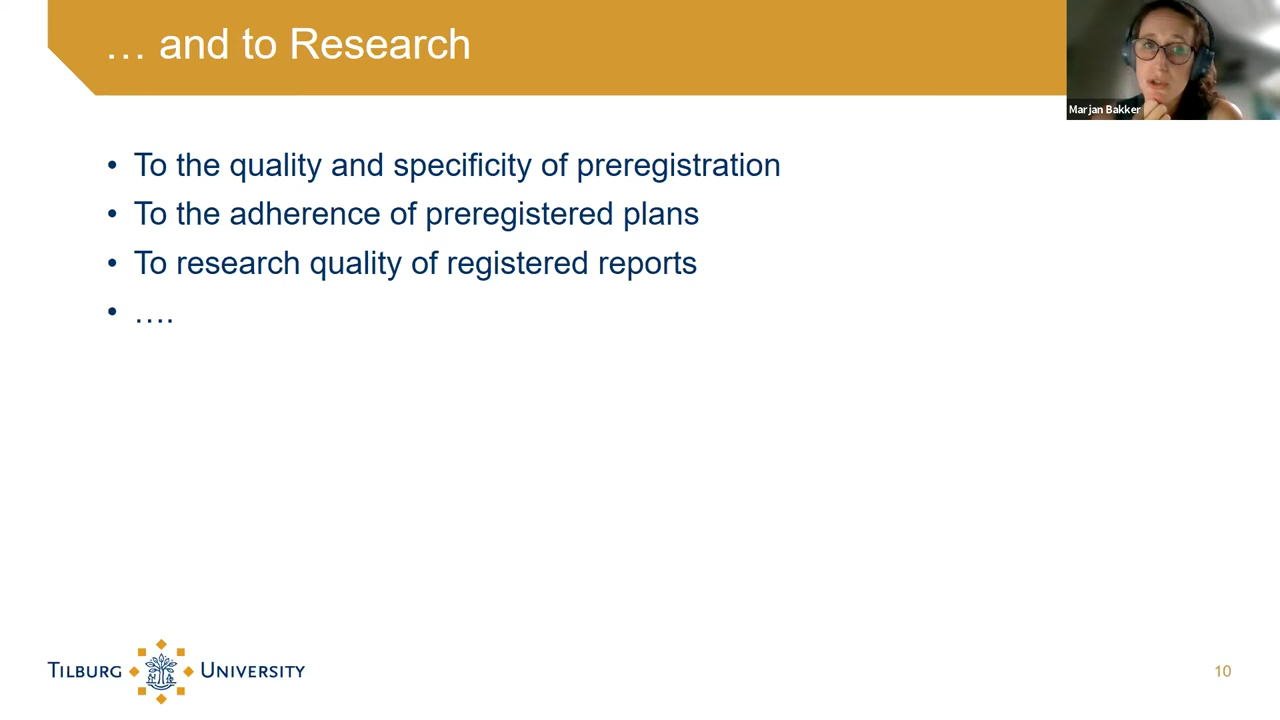 … and to Research
Marjan Bakker
• To the quality and specificity of preregistration
• To the adherence of preregistered plans
• To research quality of registered reports
• ….
TILBURG UNIVERSITY
10